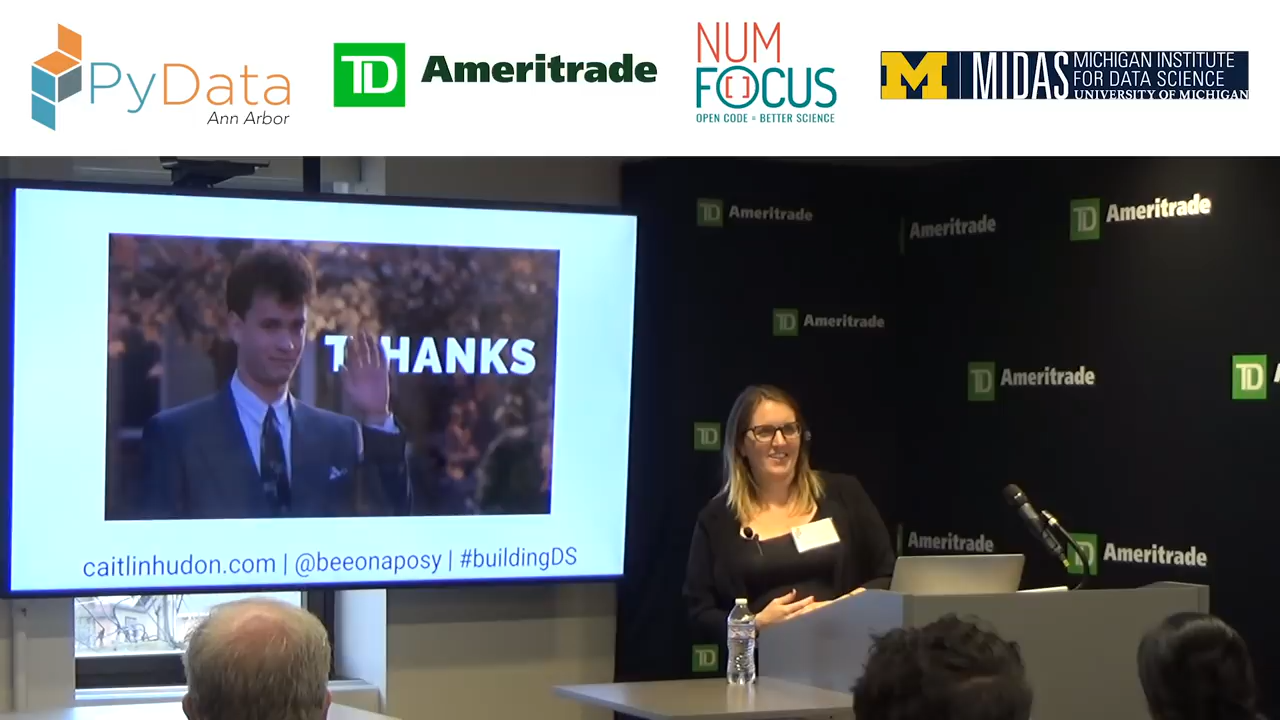 PyData
Ann Arbor
TD Ameritrade
NUM
FOCUS
OPEN CODE = BETTER SCIENCE
M MIDAS
MICHIGAN INSTITUTE
FOR DATA SCIENCE
UNIVERSITY OF MICHIGAN
THANKS
caitlinhudon.com | @beeonaposy | #buildingDS
TD Ameritrade
Ameritrade
TD Ameritrade
TD Ameritrade
TD Ameritrade
TD
TD
Ameritrade
TD Ameritrade
TD